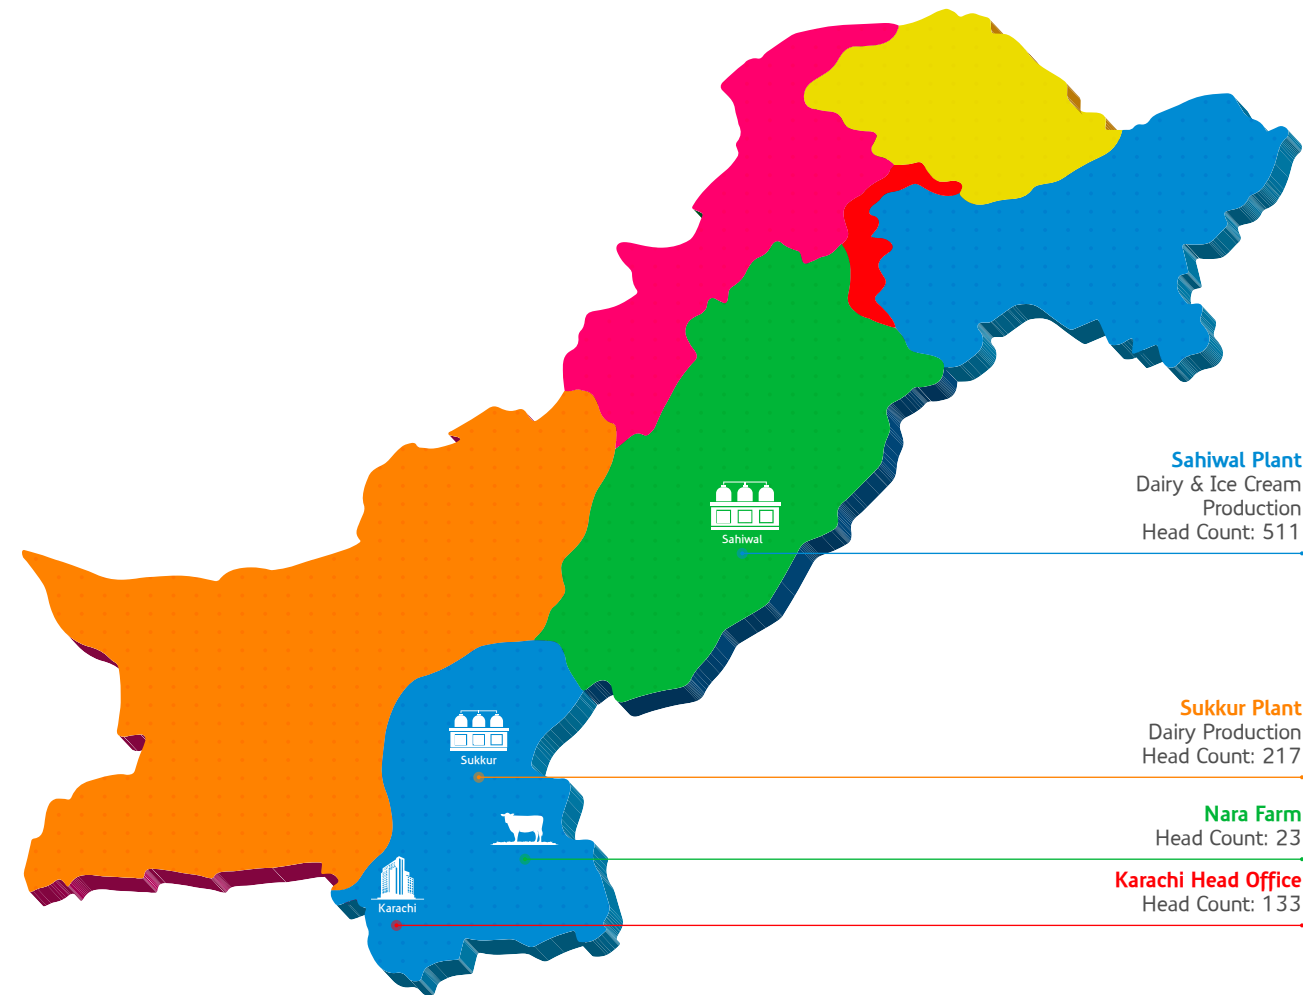 Sahiwal Plant
Dairy & Ice Cream
Production
Head Count: 511
Sahiwal
Sukkur Plant
Dairy Production
Head Count: 217
Sukkur
Nara Farm
Head Count: 23
Karachi Head Office
Head Count: 133
Karachi